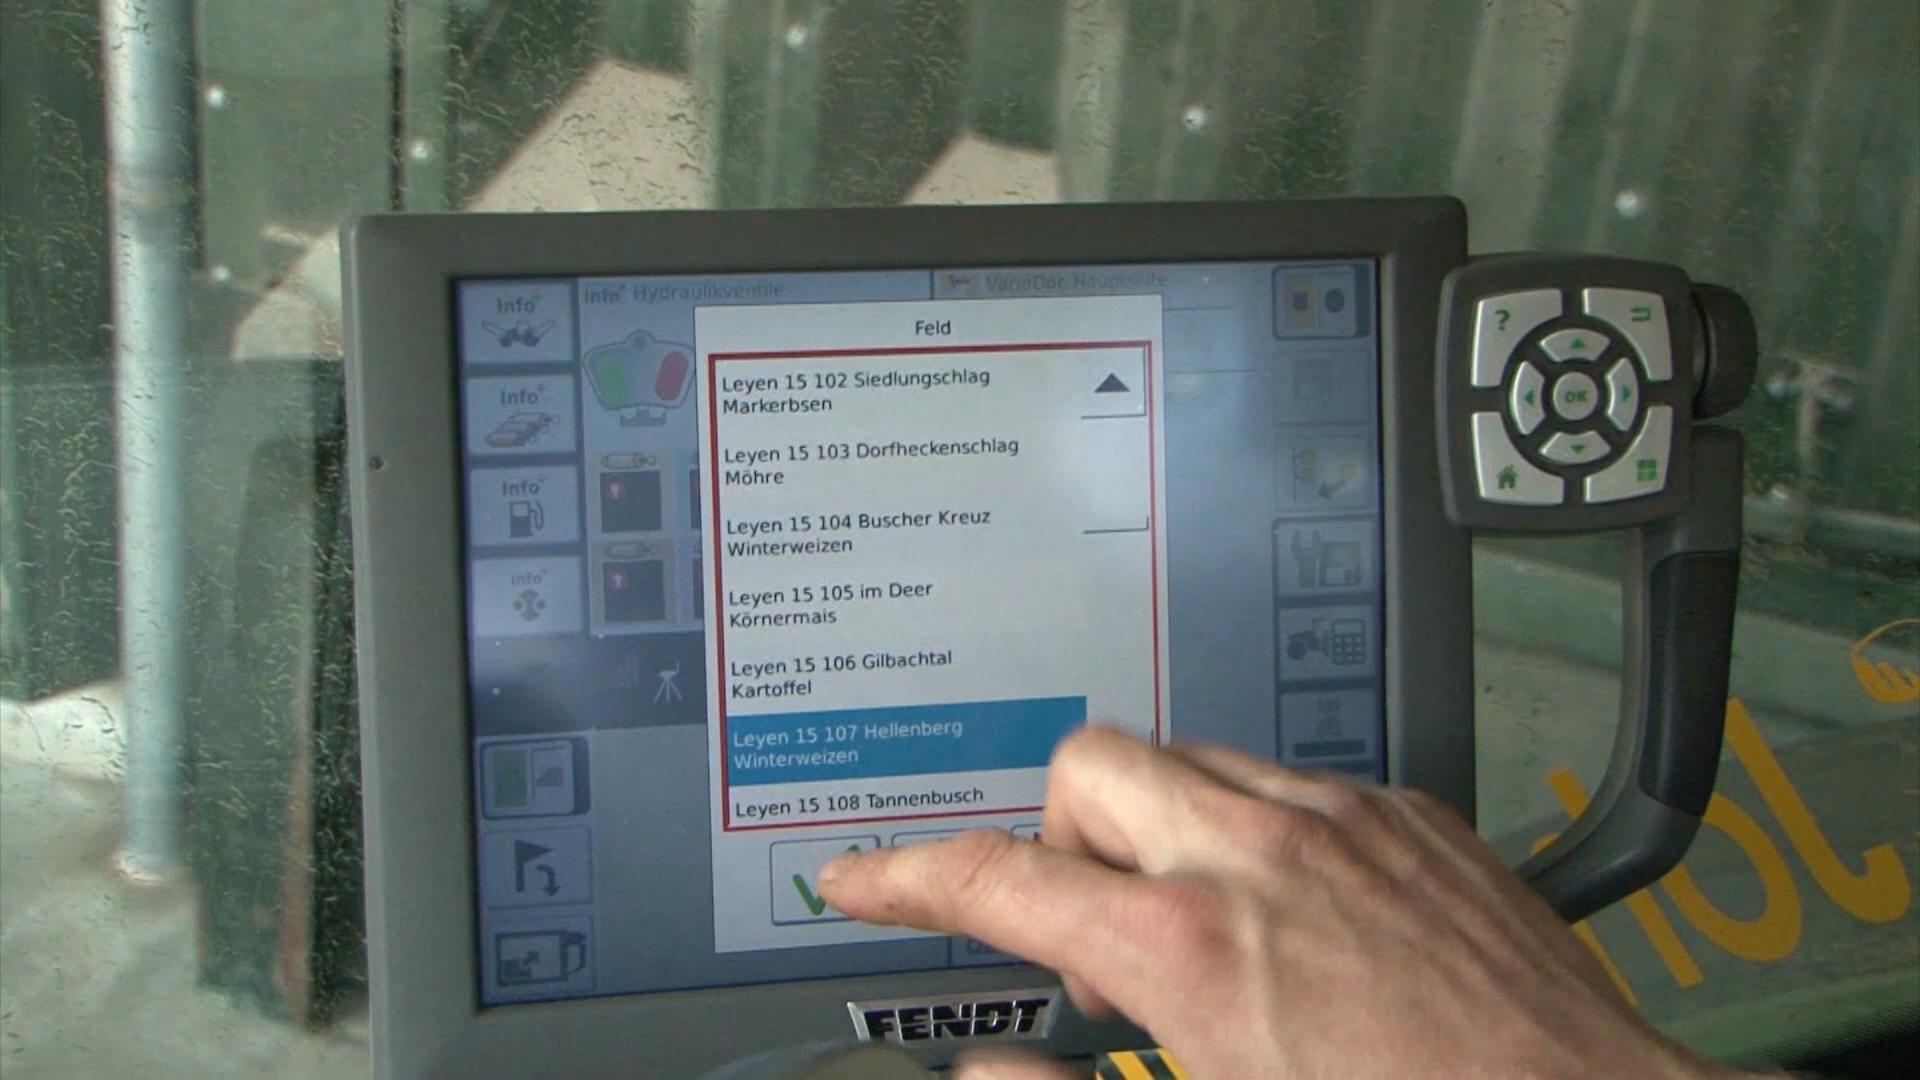 Info+
Info+ Hydraulikventile
VarioDoc Hauptseite
Feld
Leyen 15 102 Siedlungschlag
Markerbsen
Info+
Leyen 15 103 Dorfheckenschlag
Möhre
Info+
Leyen 15 104 Buscher Kreuz
Winterweizen
Info+
Leyen 15 105 im Deer
Körnermais
Leyen 15 106 Gilbachtal
Kartoffel
Leyen 15 107 Hellenberg
Winterweizen
Leyen 15 108 Tannenbusch
FENDT
?
OK